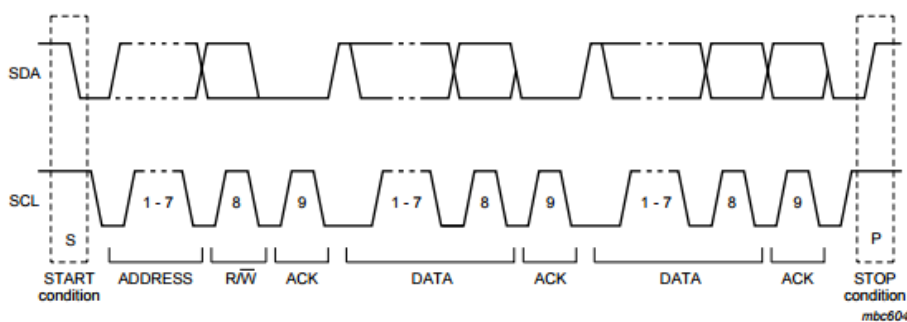 SDA
SCL
1 - 7 8 9 1 - 7 8 9 1 - 7 8 9
S P
START condition ADDRESS R/W̅ ACK DATA ACK DATA ACK STOP condition
mbc604